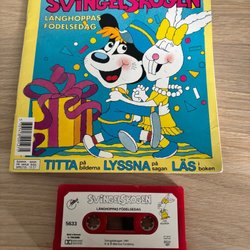 SVINGELSKOGEN
LÅNGHOPPAS
FÖDELSEDAG
TITTA på bilderna LYSSNA på sagan LÄS i boken
SVINGELSKOGEN
LÅNGHOPPAS FÖDELSEDAG
5633